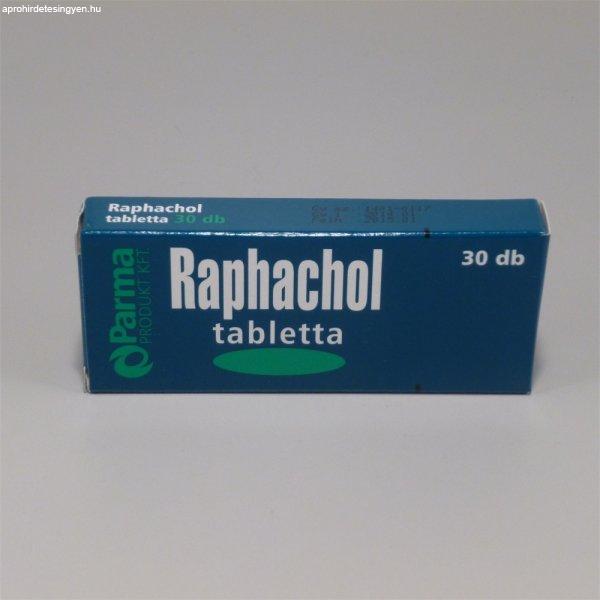 aprohirdetesingyen.hu
Raphachol
tabletta 30 db
Parma
PRODUKT KFT.
Raphachol
tabletta
30 db